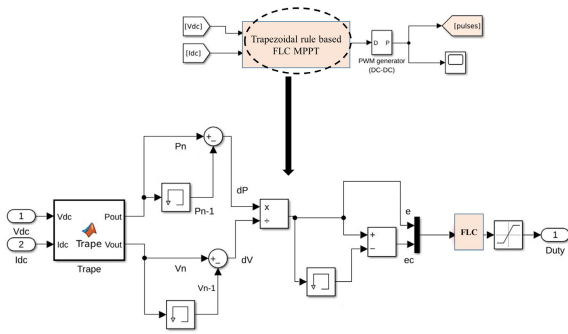 [Vdc]
[Idc]
Trapezoidal rule based
FLC MPPT
D P
PWM generator
(DC-DC)
[pulses]
Pn
+
−
Pn-1
dP
1
Vdc
2
Idc
Vdc
Idc
Trape
Pout
Vout
Trape
Vn
+
−
Vn-1
dV
×
÷
e
+
−
ec
FLC
1
Duty